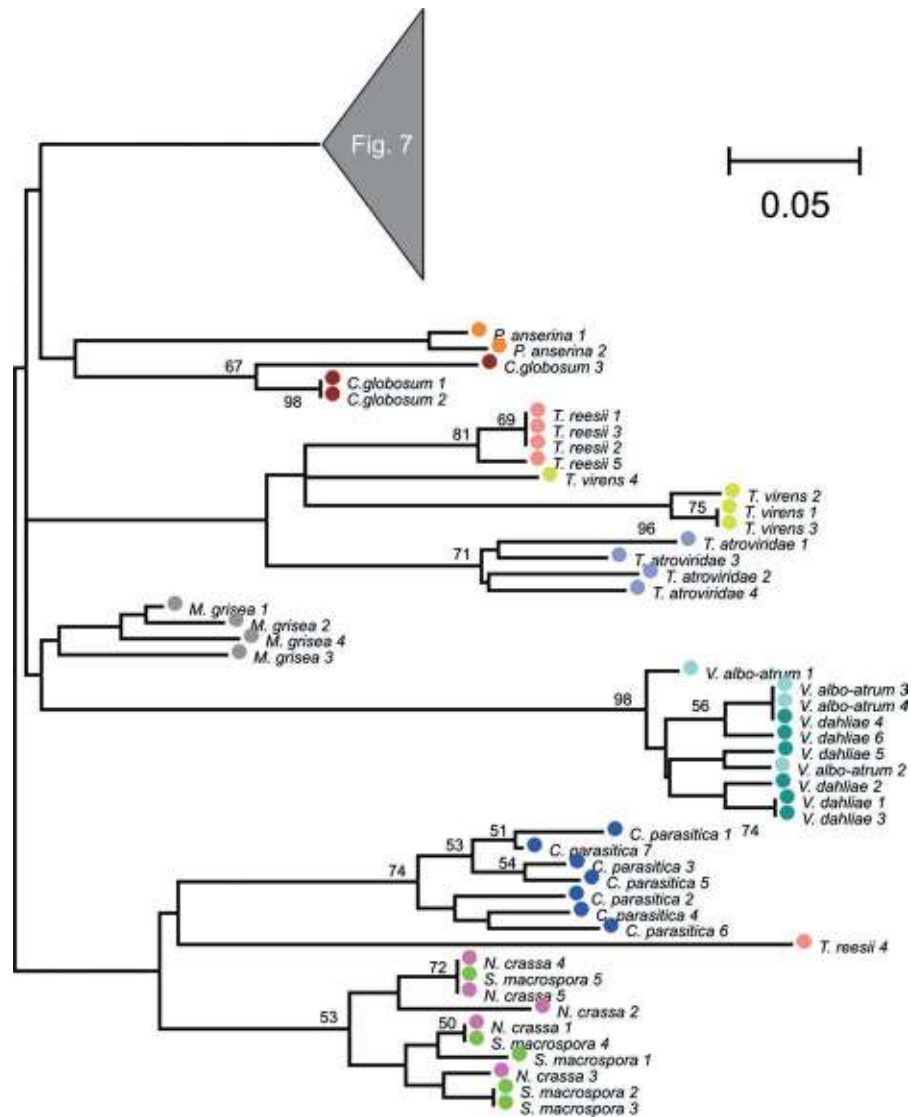 Fig. 7
0.05
P. anserina 1
P. anserina 2
67
C.globosum 3
C.globosum 1
98
C.globosum 2
69
T. reesii 1
T. reesii 3
81
T. reesii 2
T. reesii 5
T. virens 4
T. virens 2
75
T. virens 1
T. virens 3
96
T. atroviridae 1
71
T. atroviridae 3
T. atroviridae 2
T. atroviridae 4
M. grisea 1
M. grisea 2
M. grisea 4
M. grisea 3
98
V. albo-atrum 1
V. albo-atrum 3
56
V. albo-atrum 4
V. dahliae 4
V. dahliae 6
V. dahliae 5
V. albo-atrum 2
V. dahliae 2
V. dahliae 1
V. dahliae 3
74
51
C. parasitica 1
53
C. parasitica 7
74
54
C. parasitica 3
C. parasitica 5
C. parasitica 2
C. parasitica 4
C. parasitica 6
T. reesii 4
72
N. crassa 4
S. macrospora 5
N. crassa 5
N. crassa 2
53
50
N. crassa 1
S. macrospora 4
S. macrospora 1
N. crassa 3
S. macrospora 2
S. macrospora 3